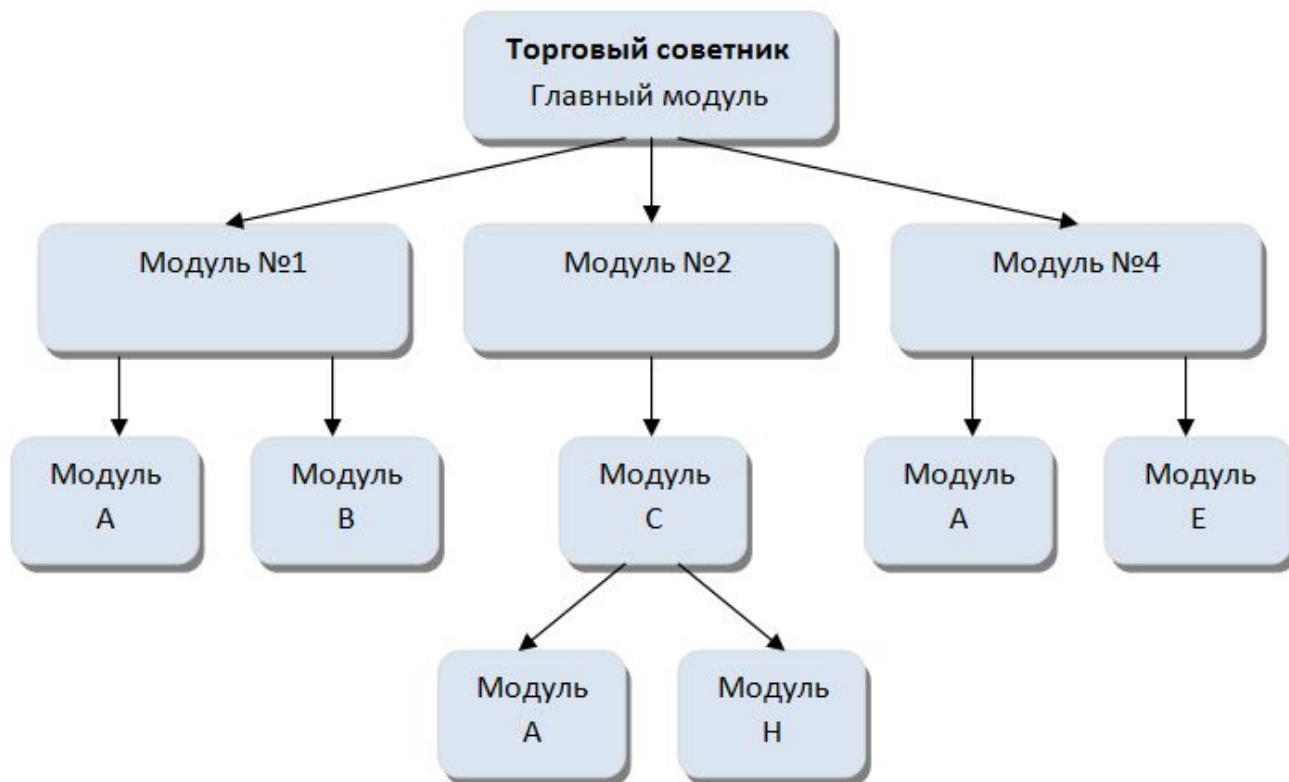 Торговый советник
Главный модуль
Модуль №1
Модуль №2
Модуль №4
Модуль
А
Модуль
В
Модуль
С
Модуль
А
Модуль
Е
Модуль
А
Модуль
Н